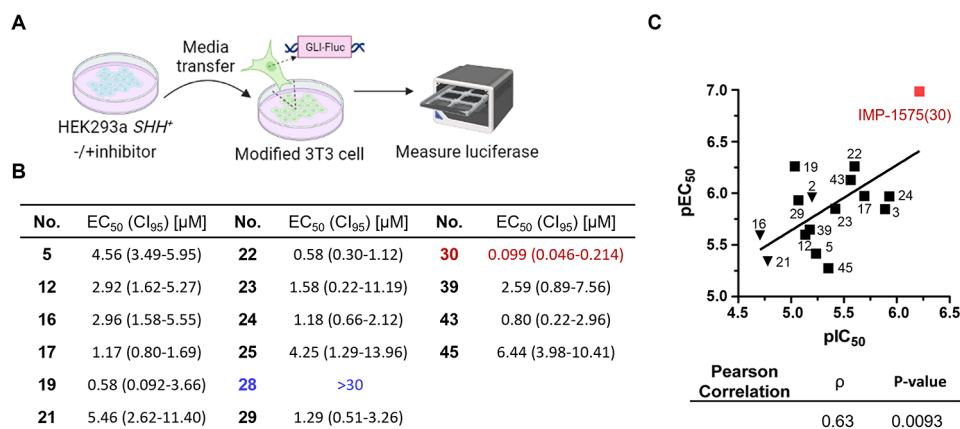 A
Media
transfer
GLI-Fluc
HEK293a SHH+
-/+inhibitor
Modified 3T3 cell
Measure luciferase
B
No. EC50 (CI95) [µM] No. EC50 (CI95) [µM] No. EC50 (CI95) [µM]
5 4.56 (3.49-5.95) 22 0.58 (0.30-1.12) 30 0.099 (0.046-0.214)
12 2.92 (1.62-5.27) 23 1.58 (0.22-11.19) 39 2.59 (0.89-7.56)
16 2.96 (1.58-5.55) 24 1.18 (0.66-2.12) 43 0.80 (0.22-2.96)
17 1.17 (0.80-1.69) 25 4.25 (1.29-13.96) 45 6.44 (3.98-10.41)
19 0.58 (0.092-3.66) 28 >30
21 5.46 (2.62-11.40) 29 1.29 (0.51-3.26)
C
7.0
IMP-1575(30)
6.5
22
19
43
2
24
6.0
29
17
3
23
16
39
12
5.5
5
21
45
5.0
pEC50
4.5 5.0 5.5 6.0 6.5
pIC50
Pearson
Correlation ρ P-value
0.63 0.0093